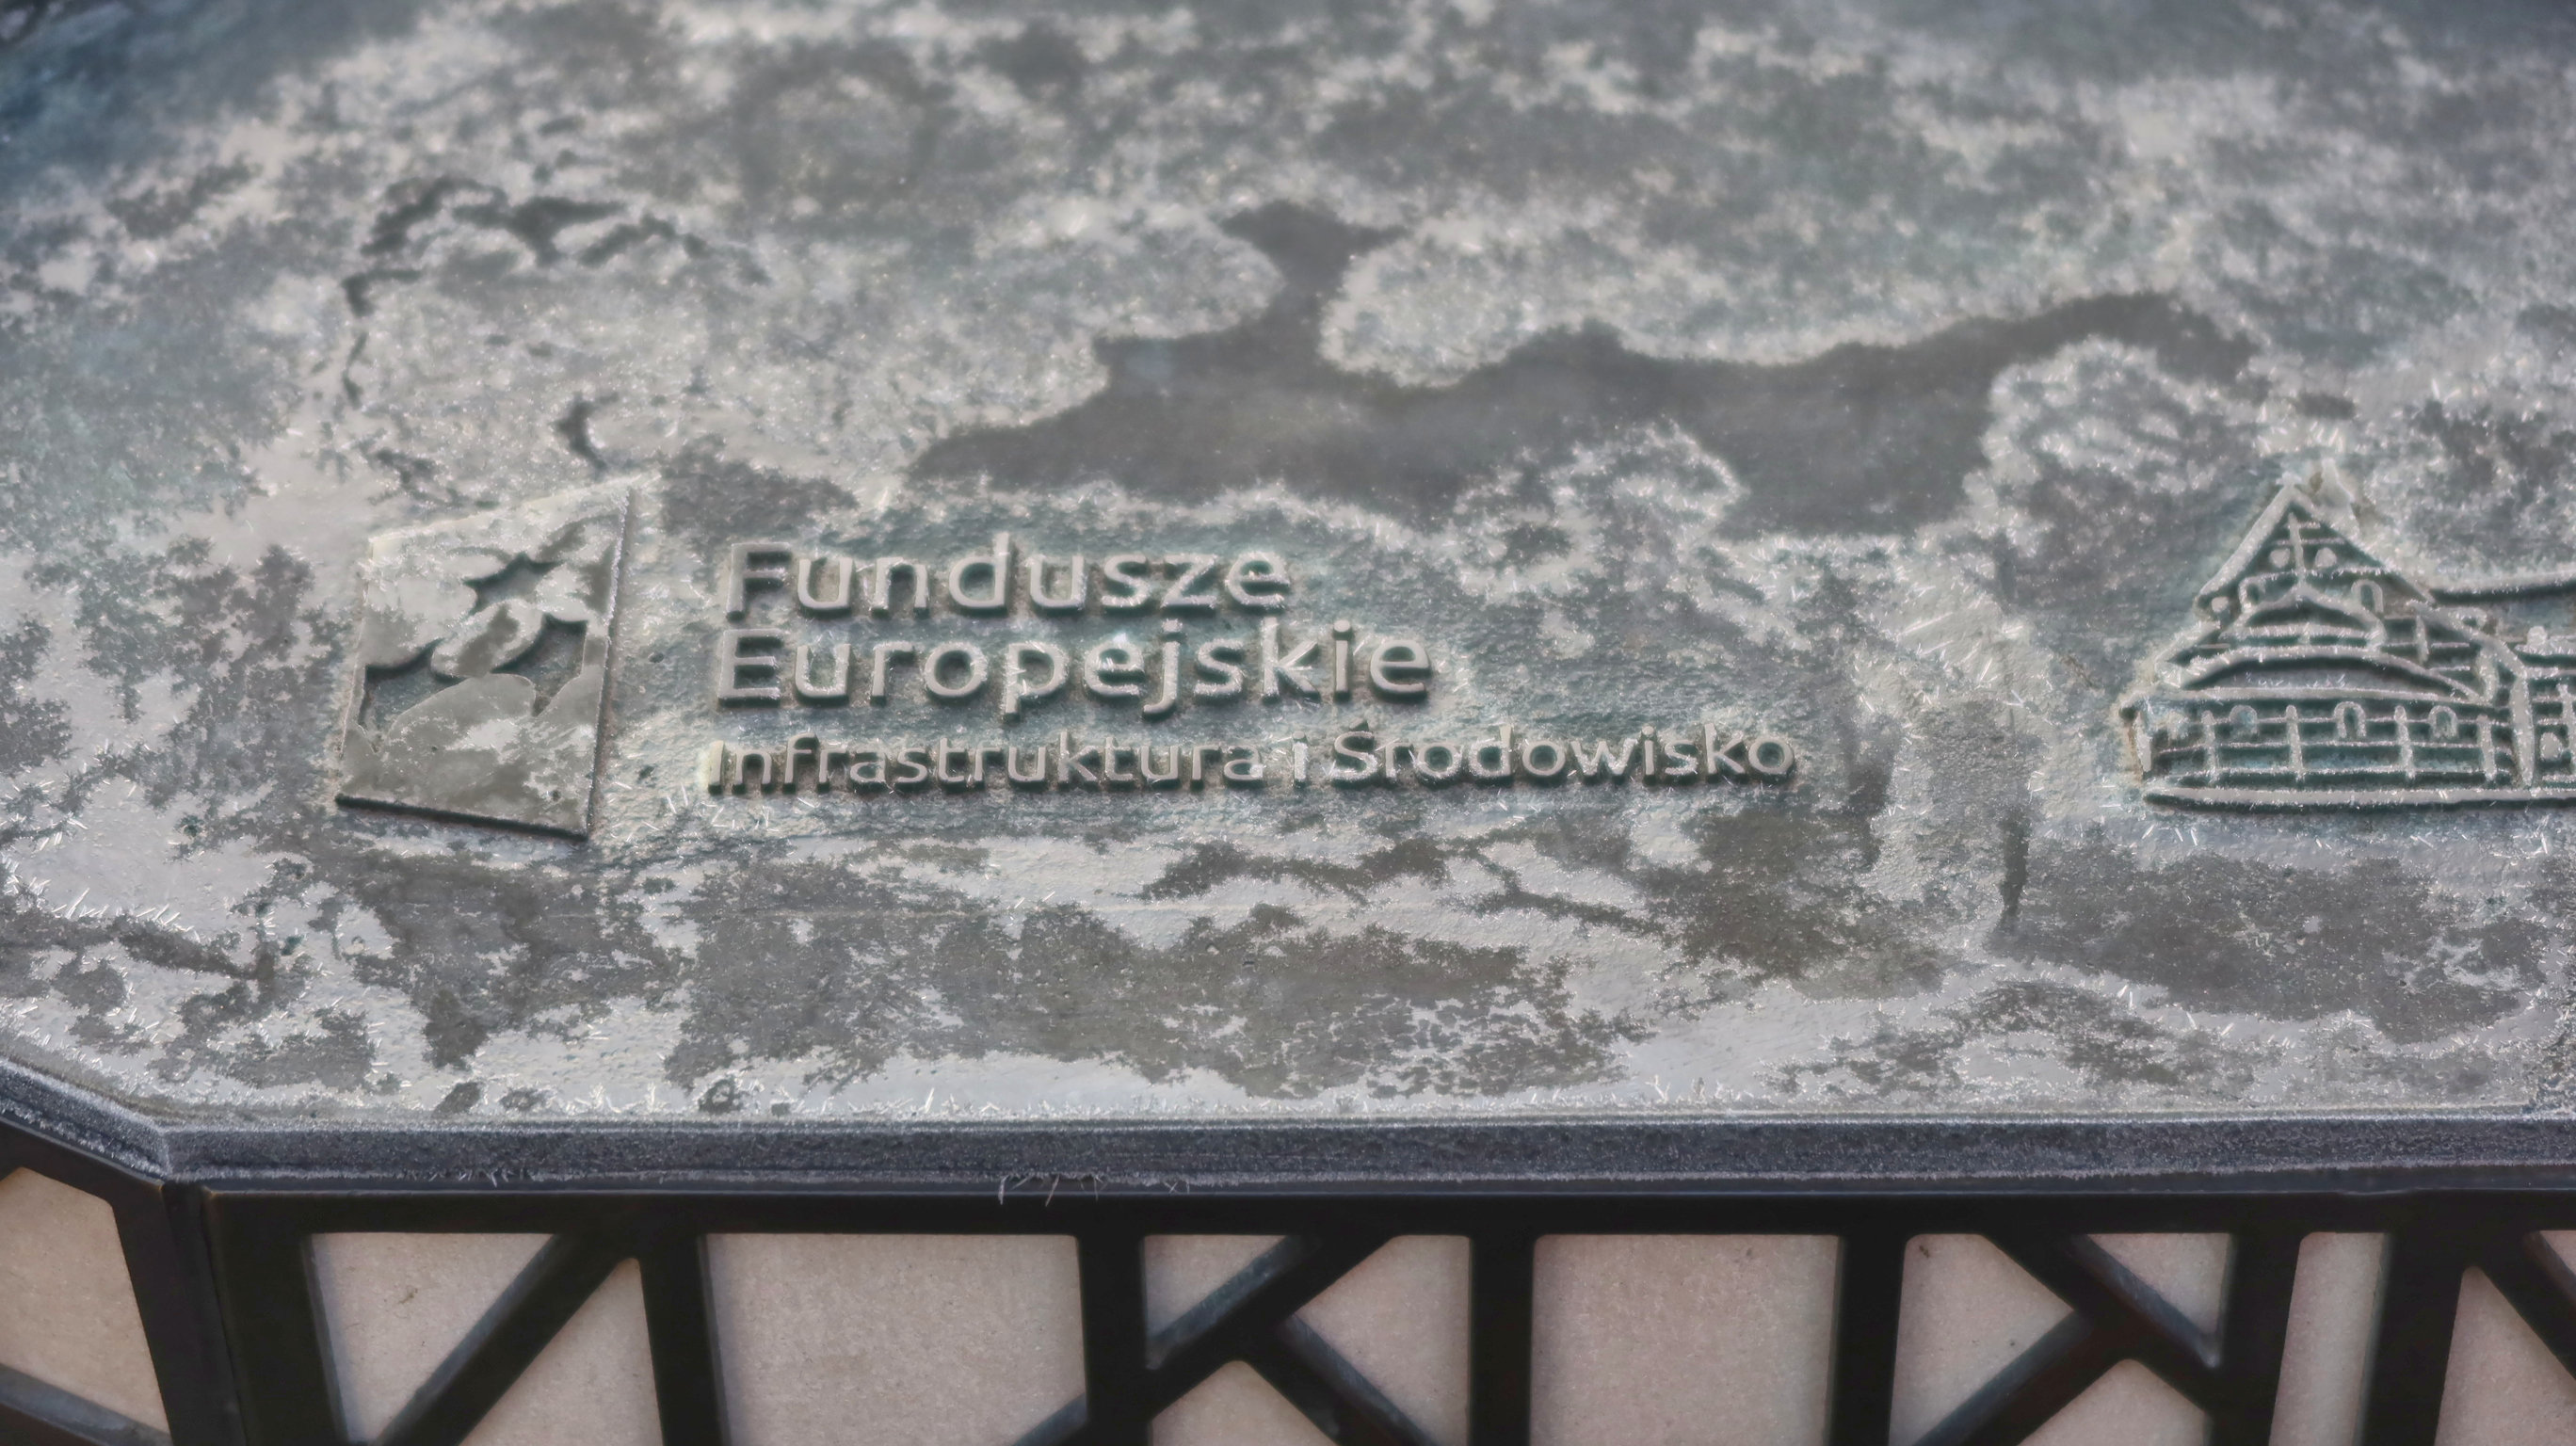 Fundusze
Europejskie
Infrastruktura i Środowisko